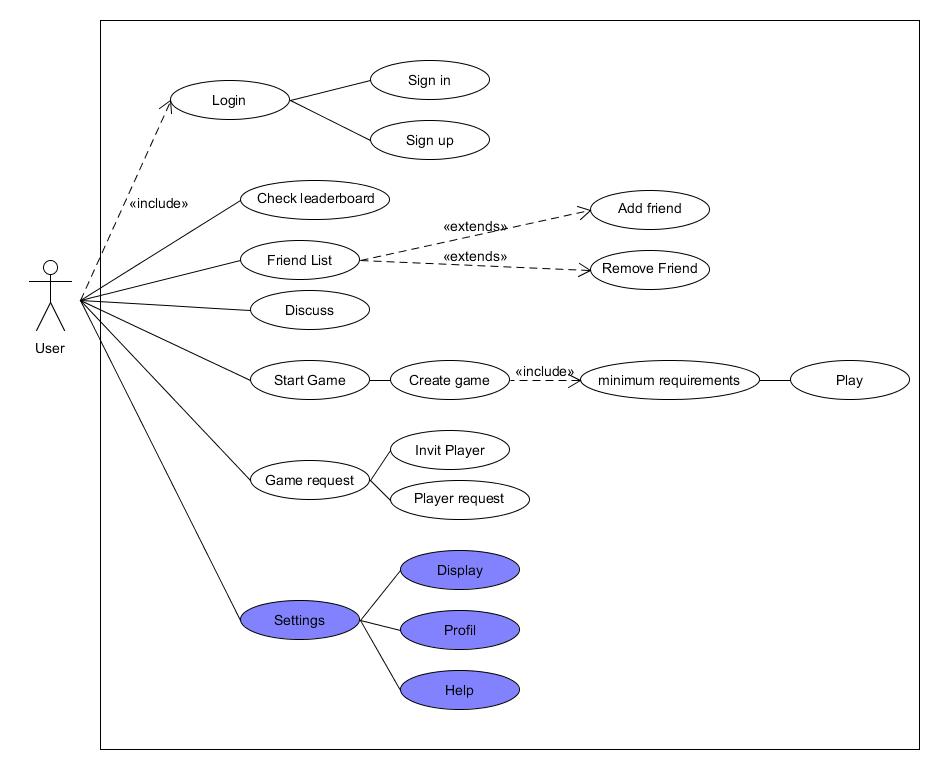 Sign in
Login
Sign up
«include»
Check leaderboard
Add friend
«extends»
Friend List
«extends»
Remove Friend
Discuss
User
Start Game
Create game
«include»
minimum requirements
Play
Invit Player
Game request
Player request
Display
Settings
Profil
Help